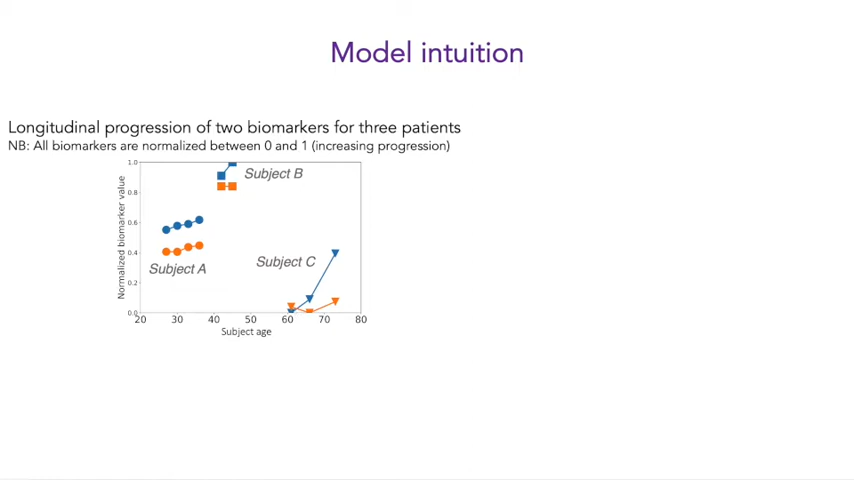 Model intuition
Longitudinal progression of two biomarkers for three patients
NB: All biomarkers are normalized between 0 and 1 (increasing progression)
Normalized biomarker value
1.0
0.8
0.6
0.4
0.2
0.0
Subject B
Subject A
Subject C
20 30 40 50 60 70 80
Subject age